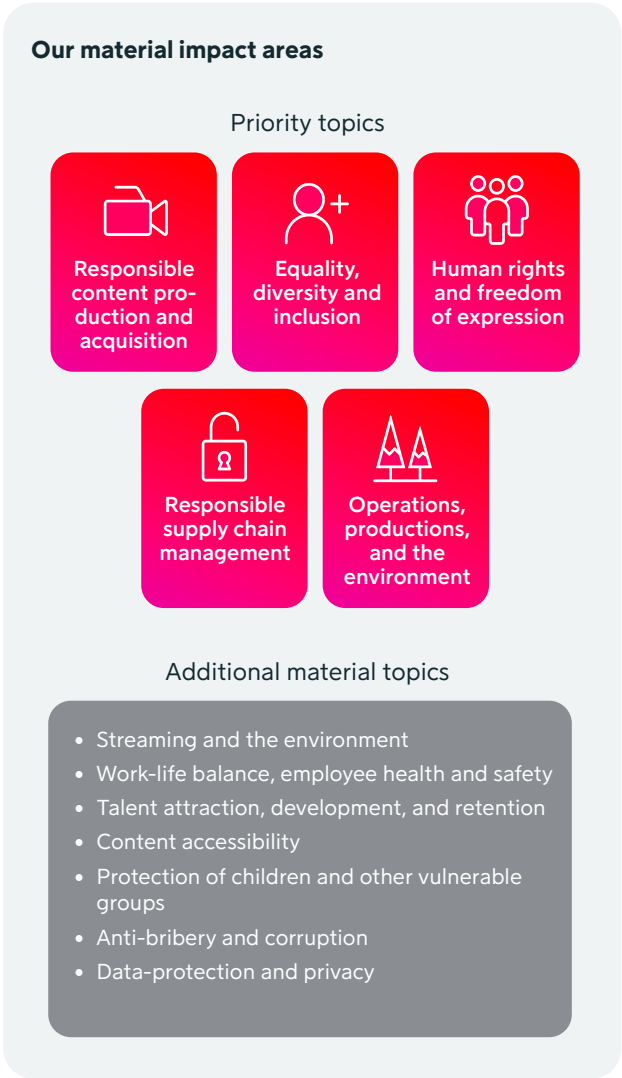 Our material impact areas
Priority topics
Responsible
content pro-
duction and
acquisition
Equality,
diversity and
inclusion
Human rights
and freedom
of expression
Responsible
supply chain
management
Operations,
productions,
and the
environment
Additional material topics
• Streaming and the environment
• Work-life balance, employee health and safety
• Talent attraction, development, and retention
• Content accessibility
• Protection of children and other vulnerable
groups
• Anti-bribery and corruption
• Data-protection and privacy